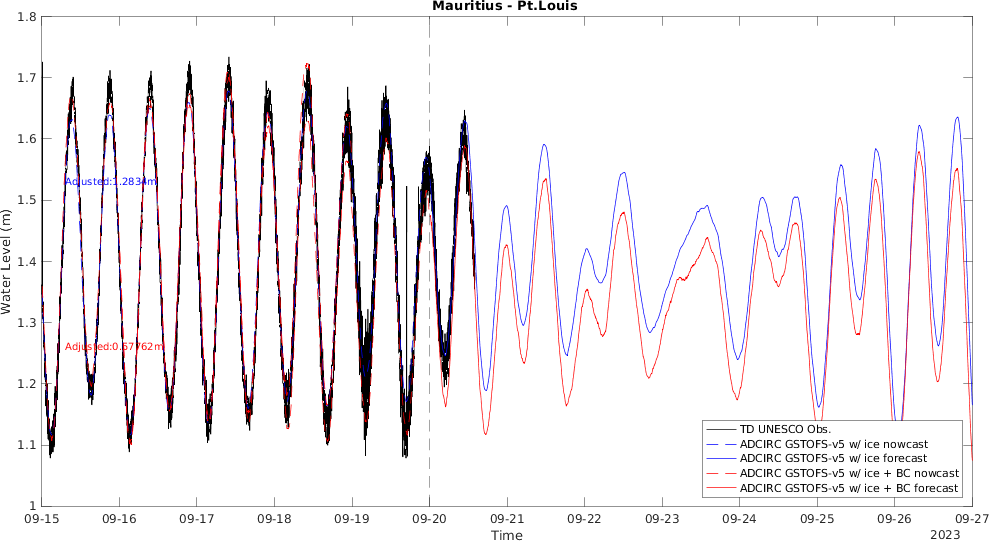 Mauritius - Pt.Louis
1.8
1.7
1.6
1.5
1.4
1.3
1.2
1.1
1
Water Level (m)
Adjusted:1.2834m
Adjusted:0.67762m
TD UNESCO Obs.
ADCIRC GSTOFS-v5 w/ ice nowcast
ADCIRC GSTOFS-v5 w/ ice forecast
ADCIRC GSTOFS-v5 w/ ice + BC nowcast
ADCIRC GSTOFS-v5 w/ ice + BC forecast
09-15 09-16 09-17 09-18 09-19 09-20 09-21 09-22 09-23 09-24 09-25 09-26 09-27
Time
2023